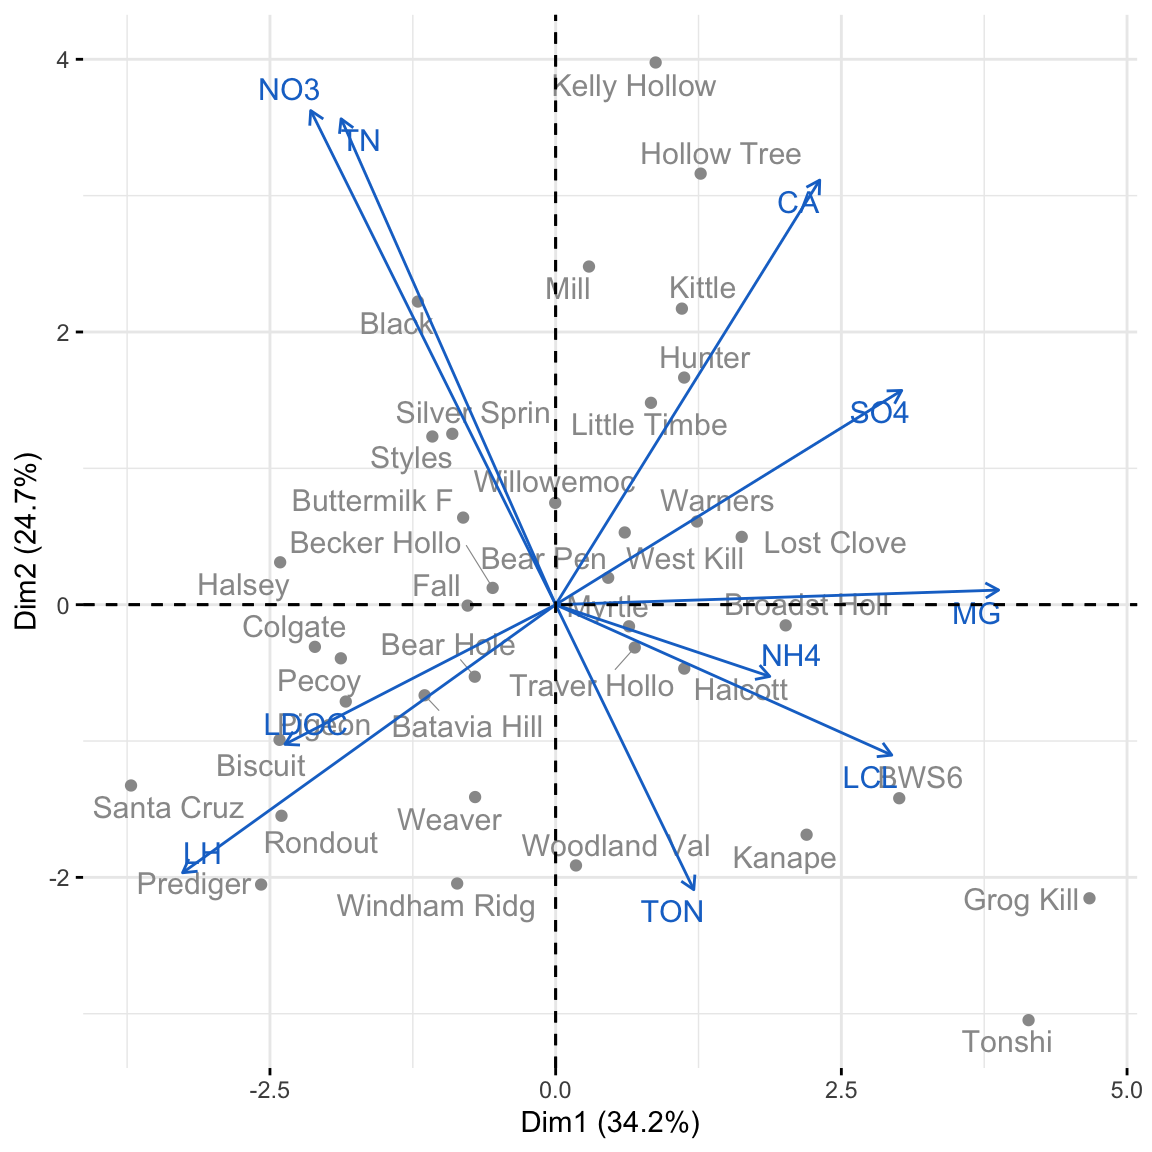 4
NO3
TN
Kelly Hollow
Hollow Tree
CA
Mill
Kittle
Black
2
Hunter
SO4
Silver Sprin
Little Timbe
Styles
Willowemoc
Buttermilk F
Warners
Becker Hollo
Bear Pen
West Kill
Lost Clove
Halsey
Fall
0
Myrtle
Broadst Holl
MG
Colgate
Bear Hole
NH4
Pecoy
Traver Hollo
Halcott
LDOC
Pigeon
Batavia Hill
Biscuit
LCL
BWS6
Santa Cruz
Weaver
Rondout
Woodland Val
LH
Kanape
-2
Prediger
Windham Ridg
TON
Grog Kill
Tonshi
-2.5
0.0
2.5
5.0
Dim1 (34.2%)
Dim2 (24.7%)